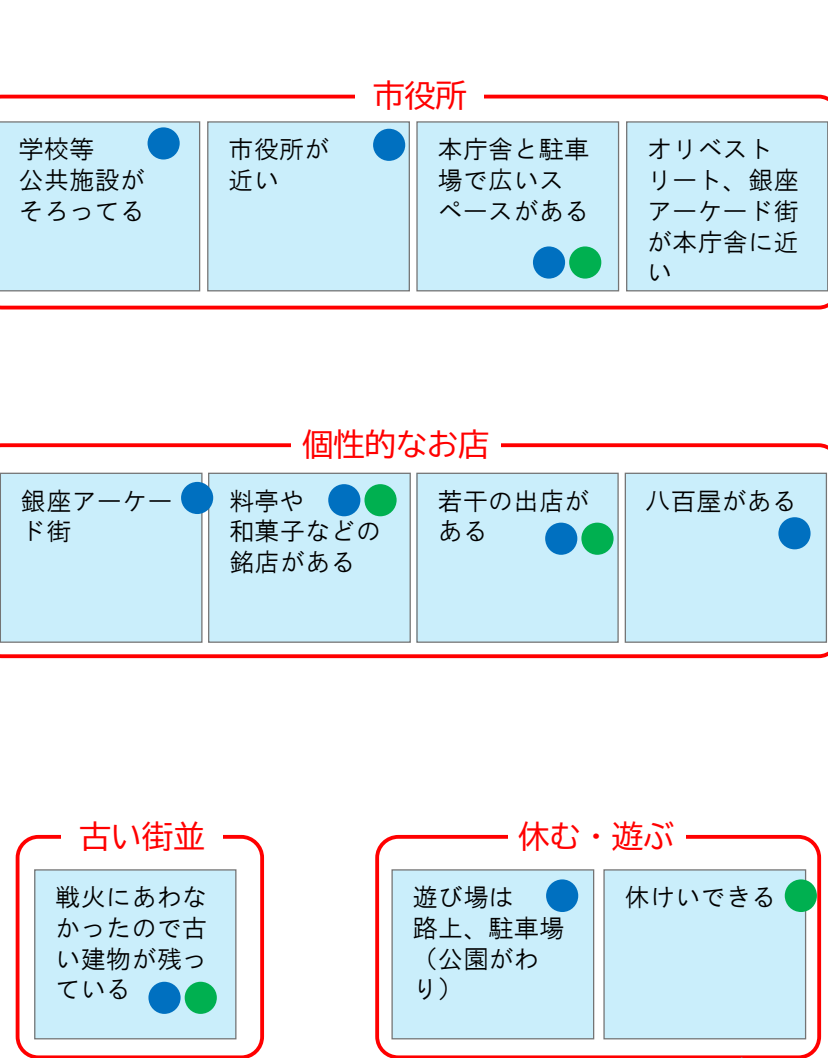 市役所
学校等
公共施設が
そろってる
市役所が
近い
本庁舎と駐車
場で広いス
ペースがある
オリベスト
リート、銀座
アーケード街
が本庁舎に近
い
個性的なお店
銀座アーケー
ド街
料亭や
和菓子などの
銘店がある
若干の出店が
ある
八百屋がある
古い街並
戦火にあわな
かったので古
い建物が残っ
ている
休む・遊ぶ
遊び場は
路上、駐車場
（公園がわ
り）
休けいできる